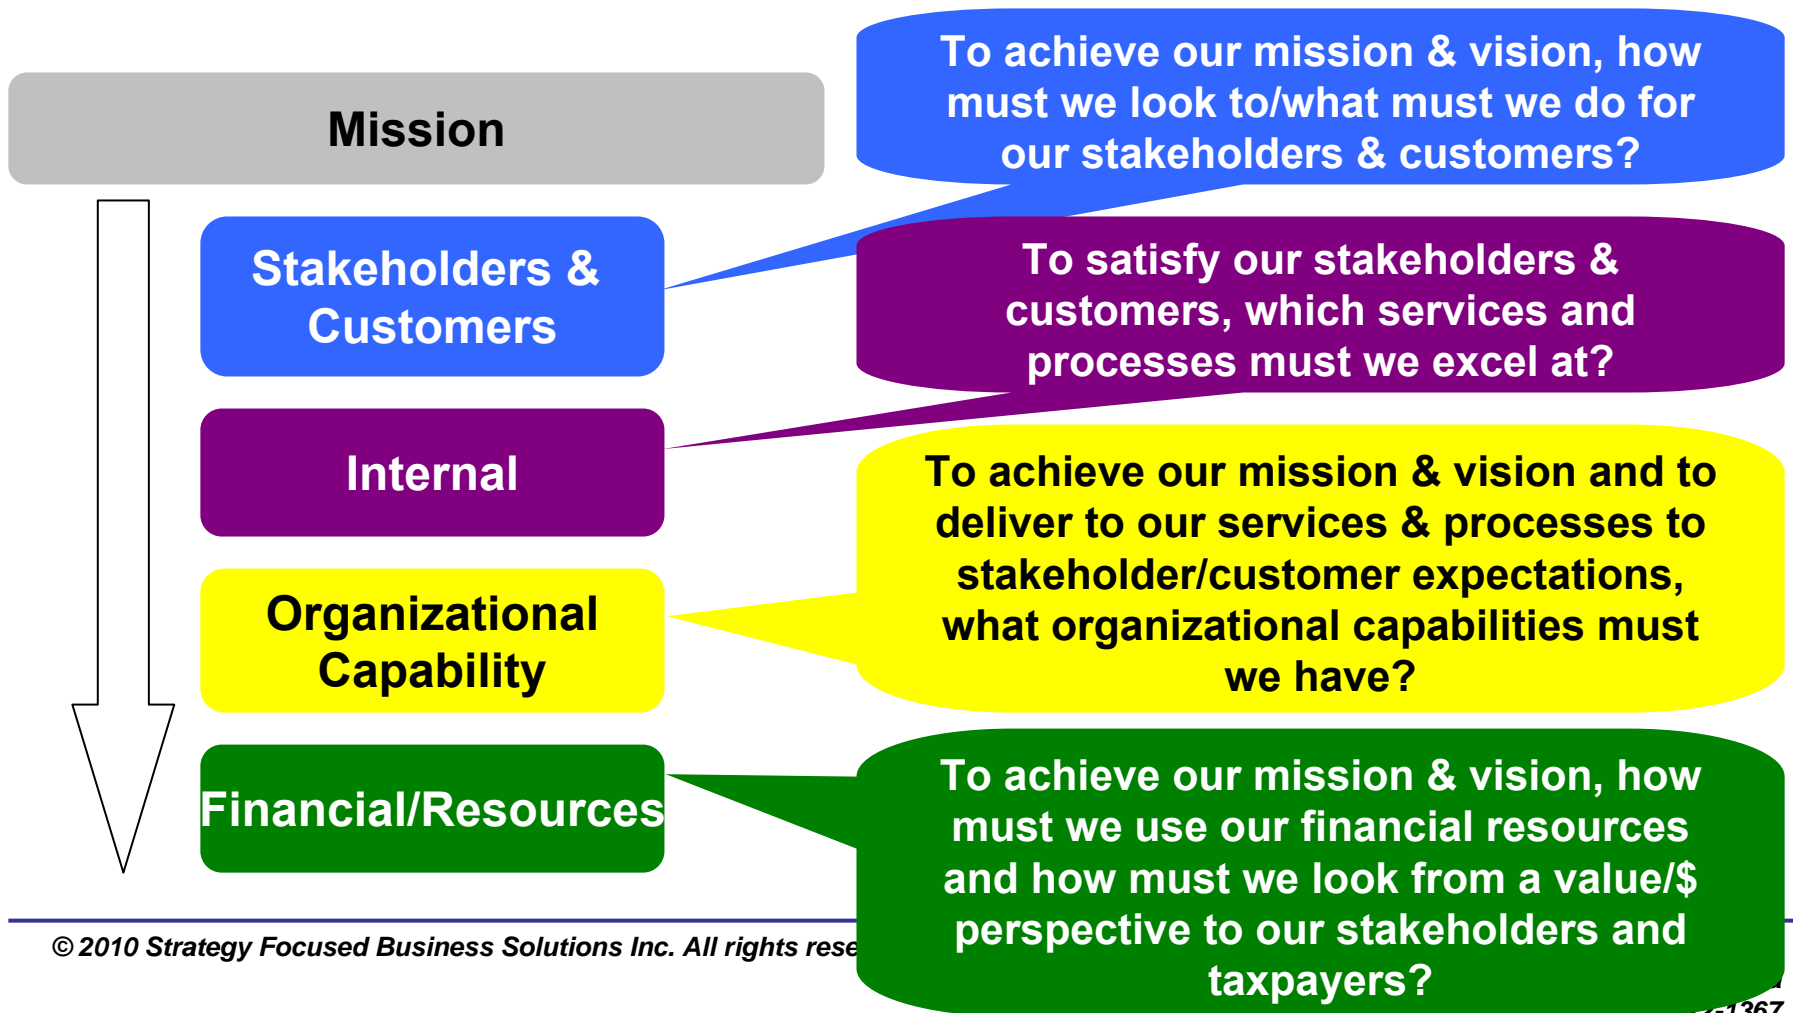 Mission
To achieve our mission & vision, how
must we look to/what must we do for
our stakeholders & customers?
Stakeholders &
Customers
To satisfy our stakeholders &
customers, which services and
processes must we excel at?
Internal
To achieve our mission & vision and to
deliver to our services & processes to
stakeholder/customer expectations,
what organizational capabilities must
we have?
Organizational
Capability
To achieve our mission & vision, how
must we use our financial resources
and how must we look from a value/$
perspective to our stakeholders and
taxpayers?
Financial/Resources
© 2010 Strategy Focused Business Solutions Inc. All rights
-1367